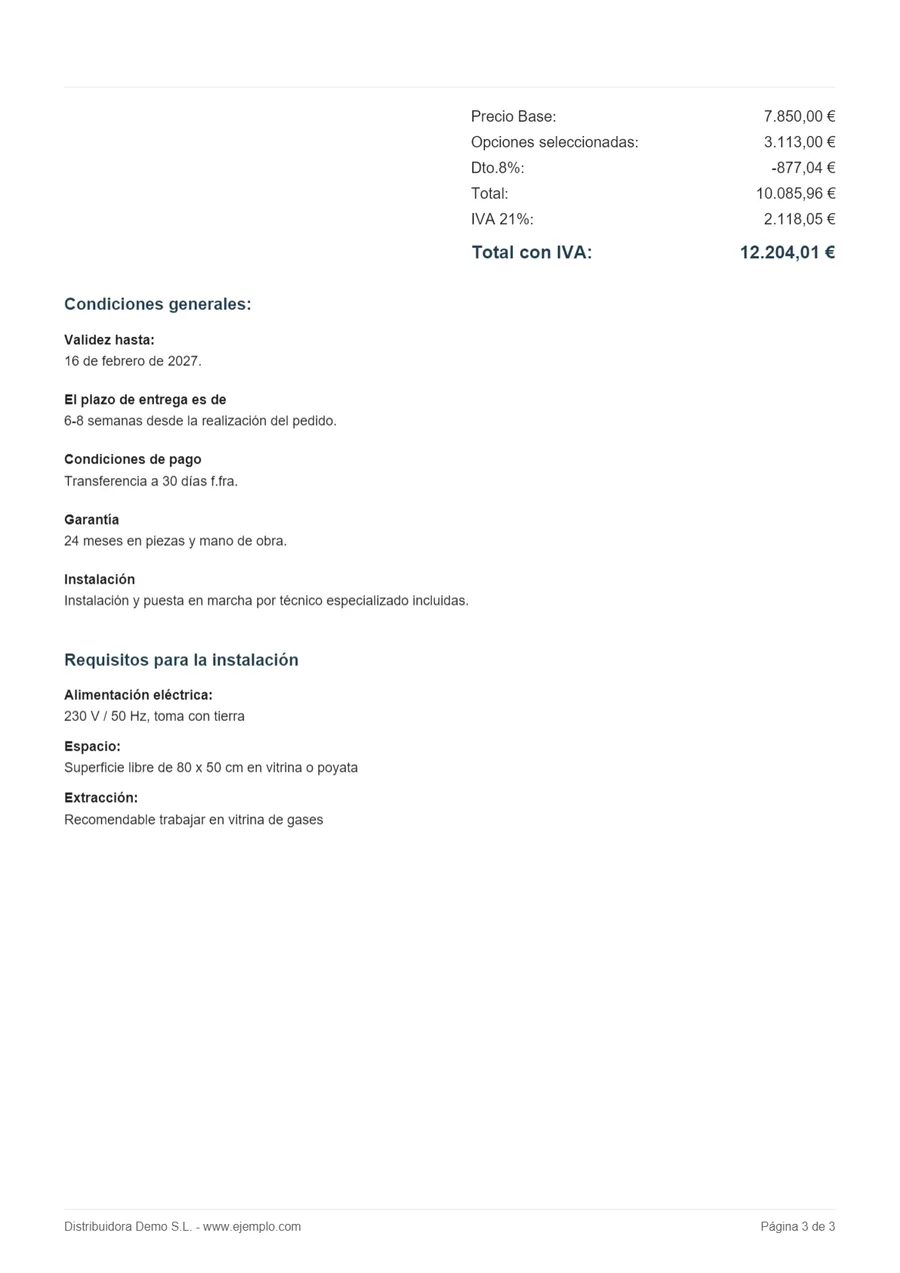 Precio Base: 7.850,00 €
Opciones seleccionadas: 3.113,00 €
Dto.8%: -877,04 €
Total: 10.085,96 €
IVA 21%: 2.118,05 €
Total con IVA: 12.204,01 €
Condiciones generales:
Validez hasta:
16 de febrero de 2027.
El plazo de entrega es de
6-8 semanas desde la realización del pedido.
Condiciones de pago
Transferencia a 30 días f.fra.
Garantía
24 meses en piezas y mano de obra.
Instalación
Instalación y puesta en marcha por técnico especializado incluidas.
Requisitos para la instalación
Alimentación eléctrica:
230 V / 50 Hz, toma con tierra
Espacio:
Superficie libre de 80 x 50 cm en vitrina o poyata
Extracción:
Recomendable trabajar en vitrina de gases
Distribuidora Demo S.L. - www.ejemplo.com Página 3 de 3